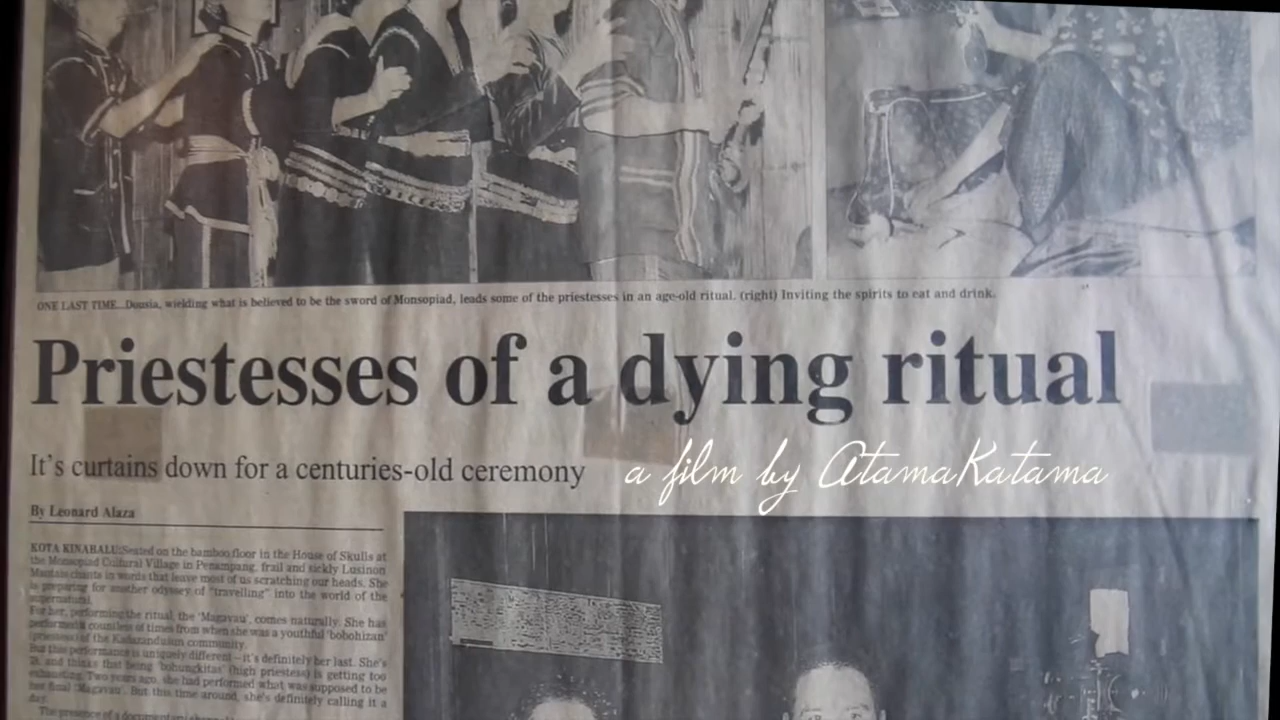 ONE LAST TIME...Dousia, wielding what is believed to be the sword of Monsopiad, leads some of the priestesses in an age-old ritual. (right) Inviting the spirits to eat and drink.
Priestesses of a dying ritual
It's curtains down for a centuries-old ceremony
a film by AtamaKatama
By Leonard Alaza
KOTA KINABALU:Seated on the bamboo floor in the House of Skulls at
the Monsopiad Cultural Village in Penampang, frail and sickly Lusinon
Mantas chants in words that leave most of us scratching our heads. She
is preparing for another odyssey of "travelling" into the world of the
supernatural.
For her, performing the ritual, the 'Magavau', comes naturally. She has
performed it countless of times from when she was a youthful 'bobohizan'
(priestess) of the Kadazandusun community.
But this performance is uniquely different – it's definitely her last. She's
and thinks that being 'bohungkitas' (high priestess) is getting too
exhausting. Two years ago, she had performed what was supposed to be
her final 'Magavau'. But this time around, she's definitely calling it a
day.
The presence of a documentary